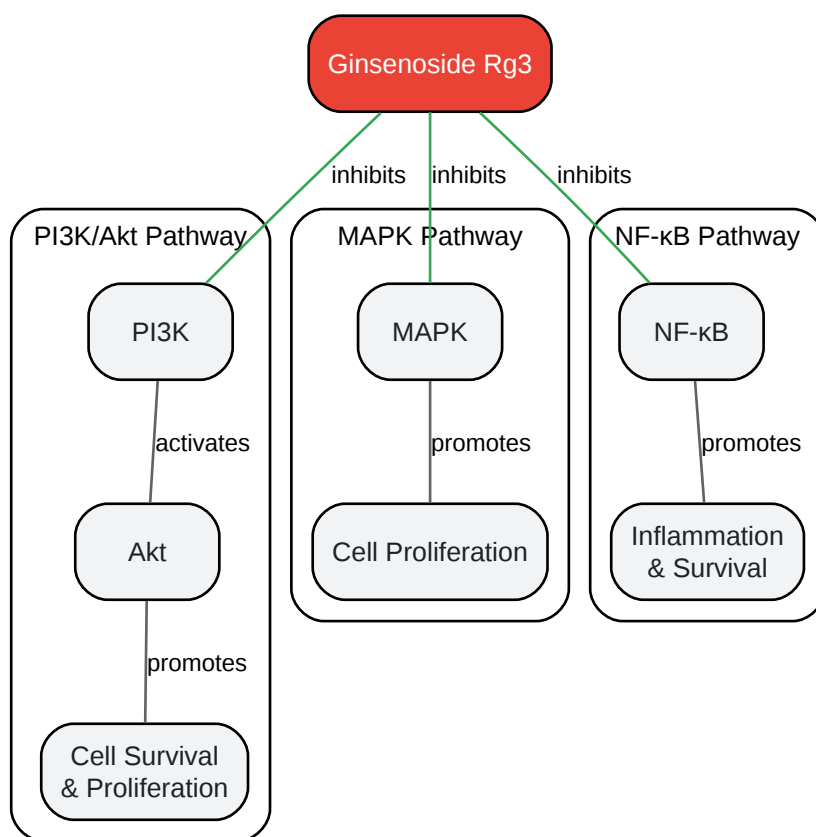 Ginsenoside Rg3
inhibits
inhibits
inhibits
PI3K/Akt Pathway
MAPK Pathway
NF-κB Pathway
PI3K
MAPK
NF-κB
activates
promotes
promotes
Akt
Cell Proliferation
Inflammation
& Survival
promotes
Cell Survival
& Proliferation